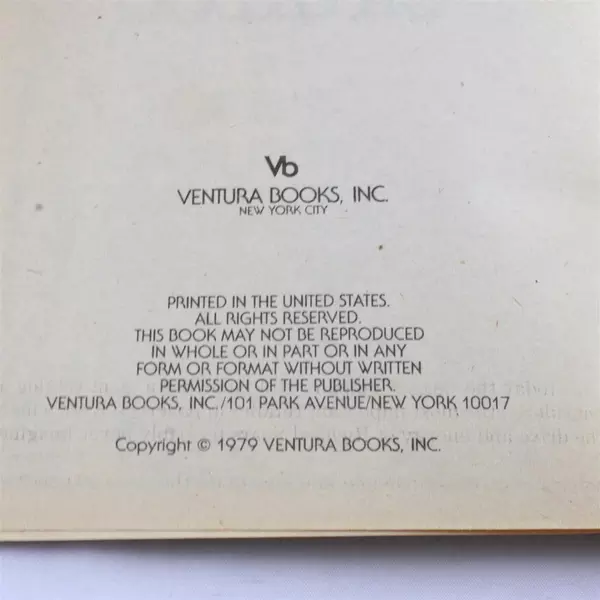 Vb
VENTURA BOOKS, INC.
NEW YORK CITY
PRINTED IN THE UNITED STATES.
ALL RIGHTS RESERVED.
THIS BOOK MAY NOT BE REPRODUCED
IN WHOLE OR IN PART OR IN ANY
FORM OR FORMAT WITHOUT WRITTEN
PERMISSION OF THE PUBLISHER.
VENTURA BOOKS, INC./101 PARK AVENUE/NEW YORK 10017
Copyright © 1979 VENTURA BOOKS, INC.